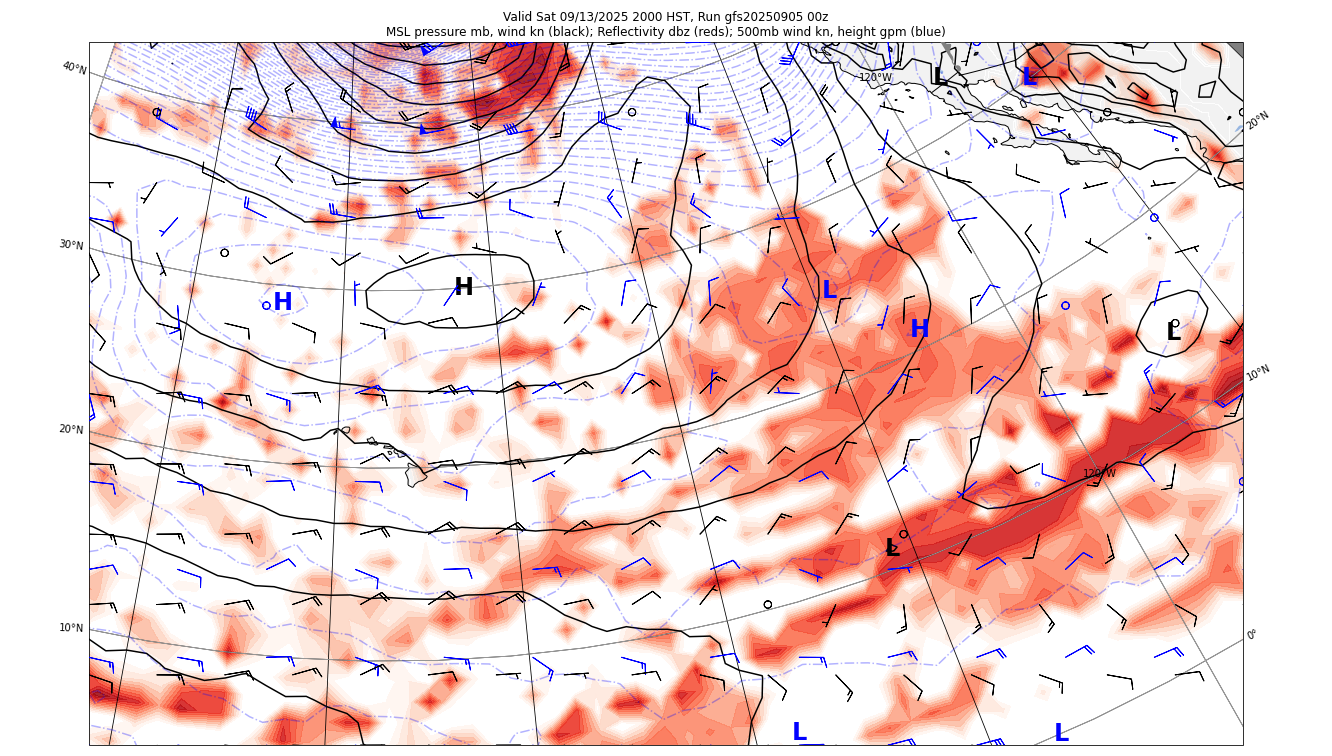 Valid Sat 09/13/2025 2000 HST, Run gfs20250905 00z
MSL pressure mb, wind kn (black); Reflectivity dbz (reds); 500mb wind kn, height gpm (blue)
40°N
120°W
L
L
20°N
30°N
H
H
L
H
L
10°N
20°N
120°W
L
10°N
0°
L
L